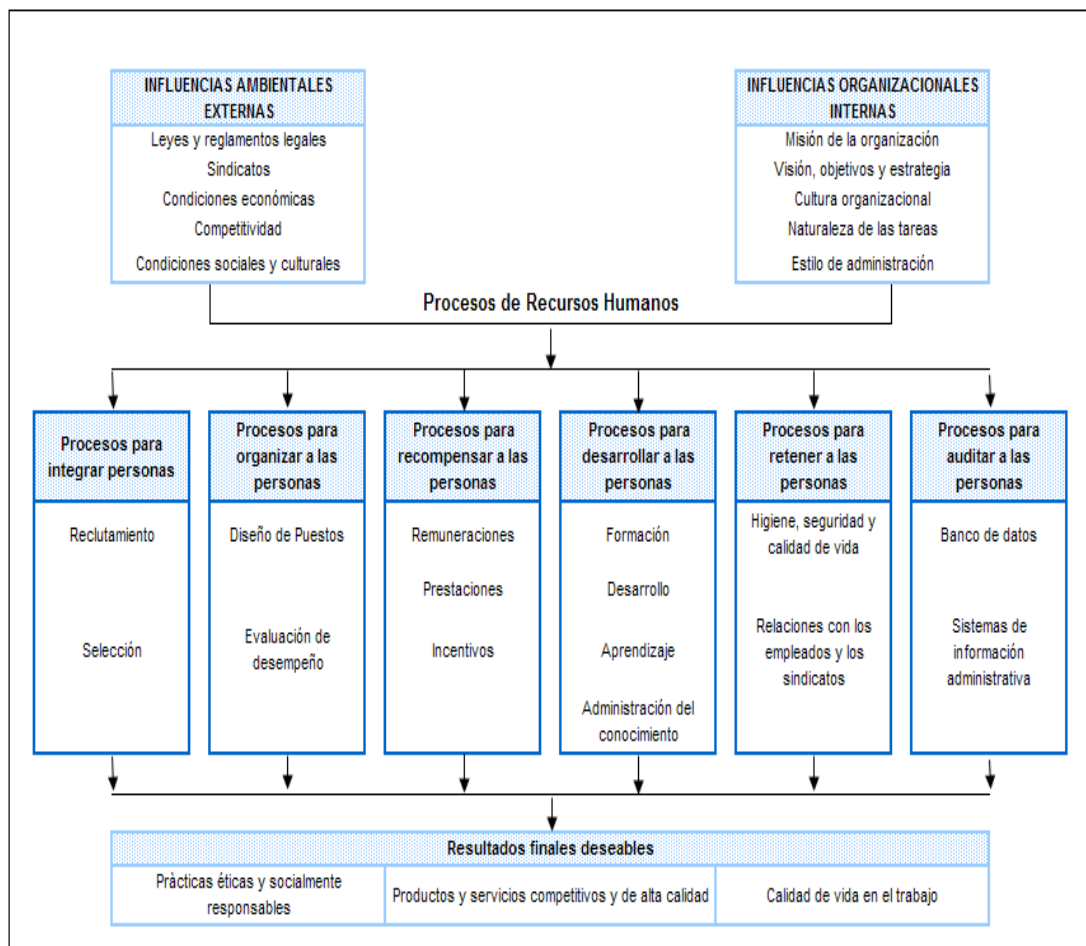 INFLUENCIAS AMBIENTALES
EXTERNAS
Leyes y reglamentos legales
Sindicatos
Condiciones económicas
Competitividad
Condiciones sociales y culturales
INFLUENCIAS ORGANIZACIONALES
INTERNAS
Misión de la organización
Visión, objetivos y estrategia
Cultura organizacional
Naturaleza de las tareas
Estilo de administración
Procesos de Recursos Humanos
Procesos para
integrar personas
Reclutamiento
Selección
Procesos para
organizar a las
personas
Diseño de Puestos
Evaluación de
desempeño
Procesos para
recompensar a las
personas
Remuneraciones
Prestaciones
Incentivos
Procesos para
desarrollar a las
personas
Formación
Desarrollo
Aprendizaje
Administración del
conocimiento
Procesos para
retener a las
personas
Higiene, seguridad y
calidad de vida
Relaciones con los
empleados y los
sindicatos
Procesos para
auditar a las
personas
Banco de datos
Sistemas de
información
administrativa
Resultados finales deseables
Pràcticas éticas y socialmente
responsables
Productos y servicios competitivos y de alta calidad
Calidad de vida en el trabajo